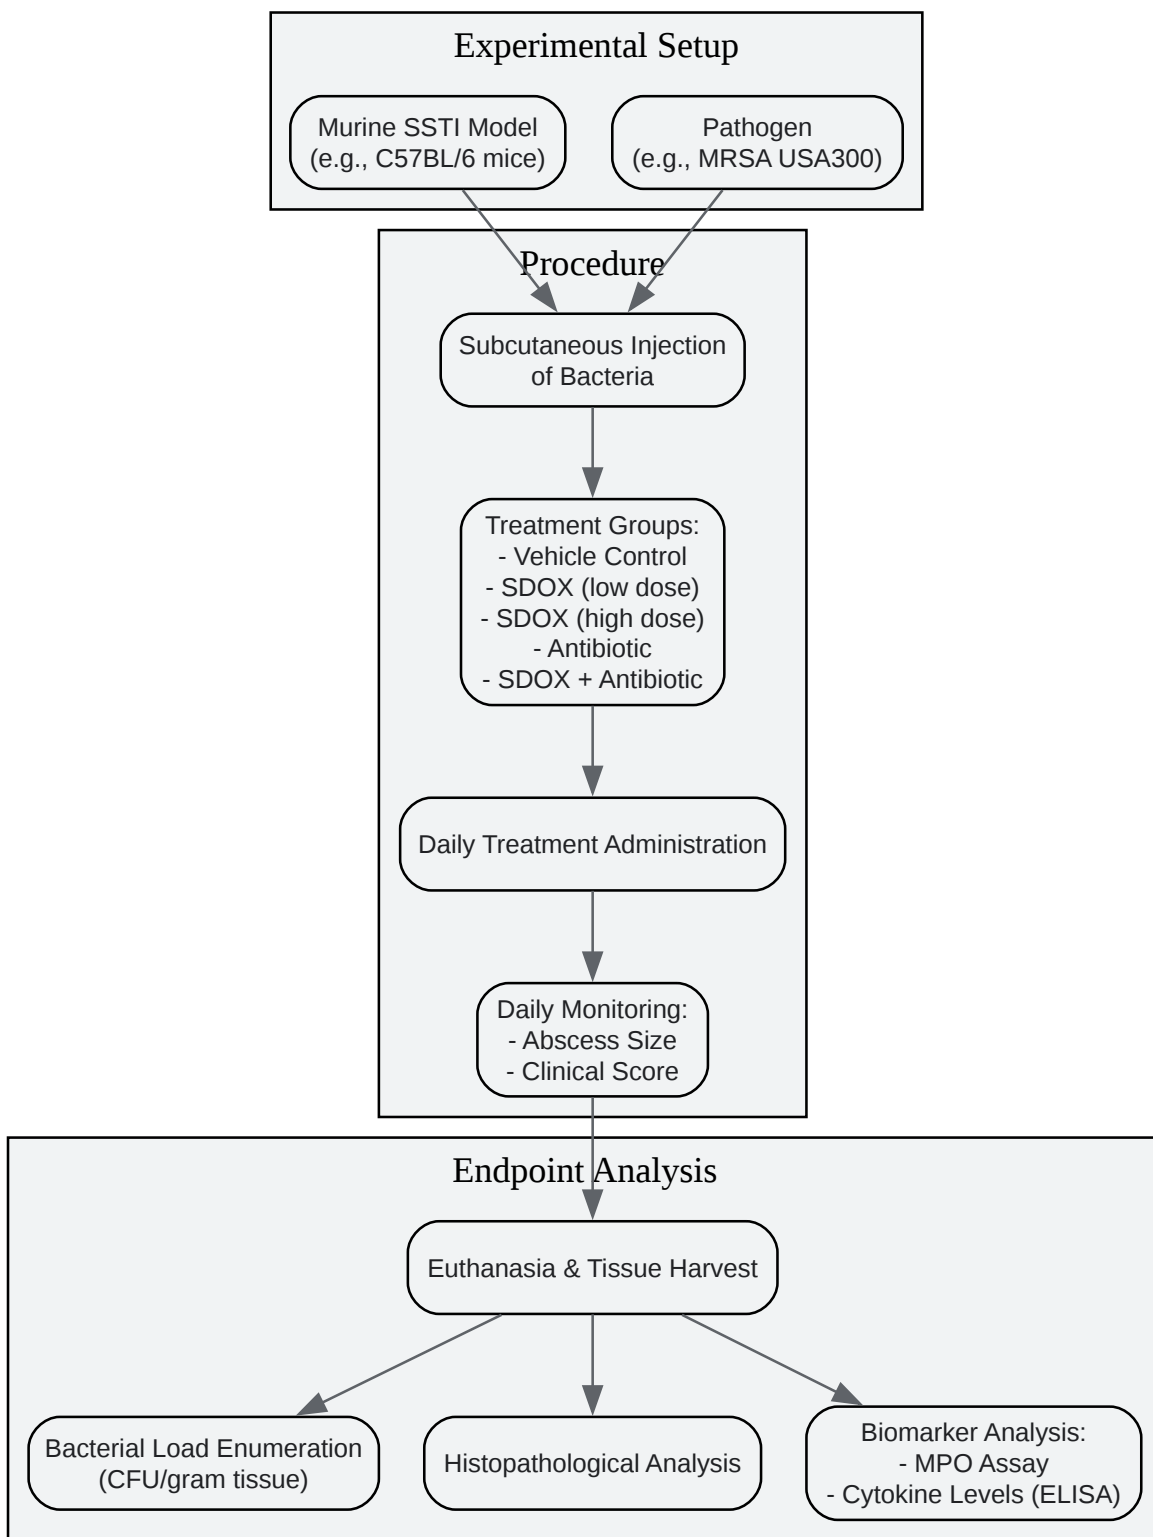 Experimental Setup
Murine SSTI Model
(e.g., C57BL/6 mice)
Pathogen
(e.g., MRSA USA300)
Procedure
Subcutaneous Injection
of Bacteria
Treatment Groups:
- Vehicle Control
- SDOX (low dose)
- SDOX (high dose)
- Antibiotic
- SDOX + Antibiotic
Daily Treatment Administration
Daily Monitoring:
- Abscess Size
- Clinical Score
Endpoint Analysis
Euthanasia & Tissue Harvest
Bacterial Load Enumeration
(CFU/gram tissue)
Histopathological Analysis
Biomarker Analysis:
- MPO Assay
- Cytokine Levels (ELISA)